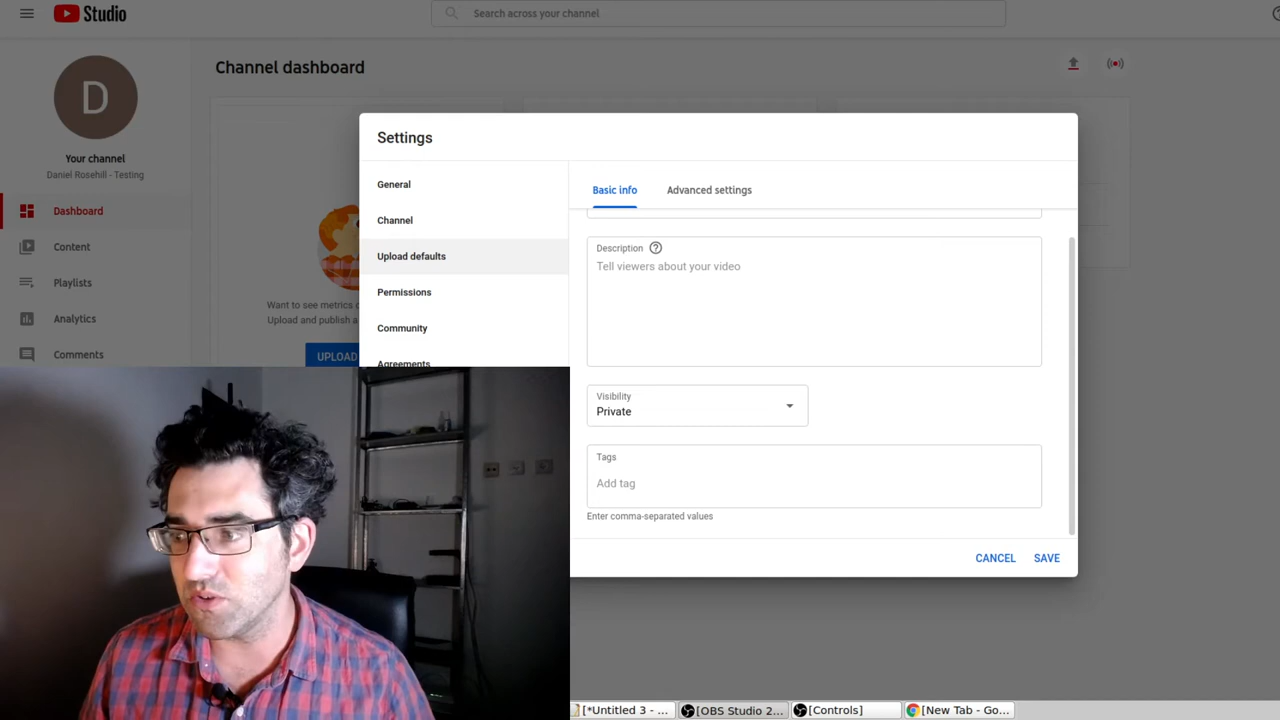 Studio
Search across your channel
Channel dashboard
D
Your channel
Daniel Rosehill - Testing
Dashboard
Content
Playlists
Analytics
Comments
Want to see metrics
Upload and publish a
UPLOAD
Settings
General
Channel
Upload defaults
Permissions
Community
Agreements
Basic info
Advanced settings
Description ?
Tell viewers about your video
Visibility
Private
Tags
Add tag
Enter comma-separated values
CANCEL
SAVE
[*Untitled 3 - ...
[OBS Studio 2...
[Controls]
[New Tab - Go...